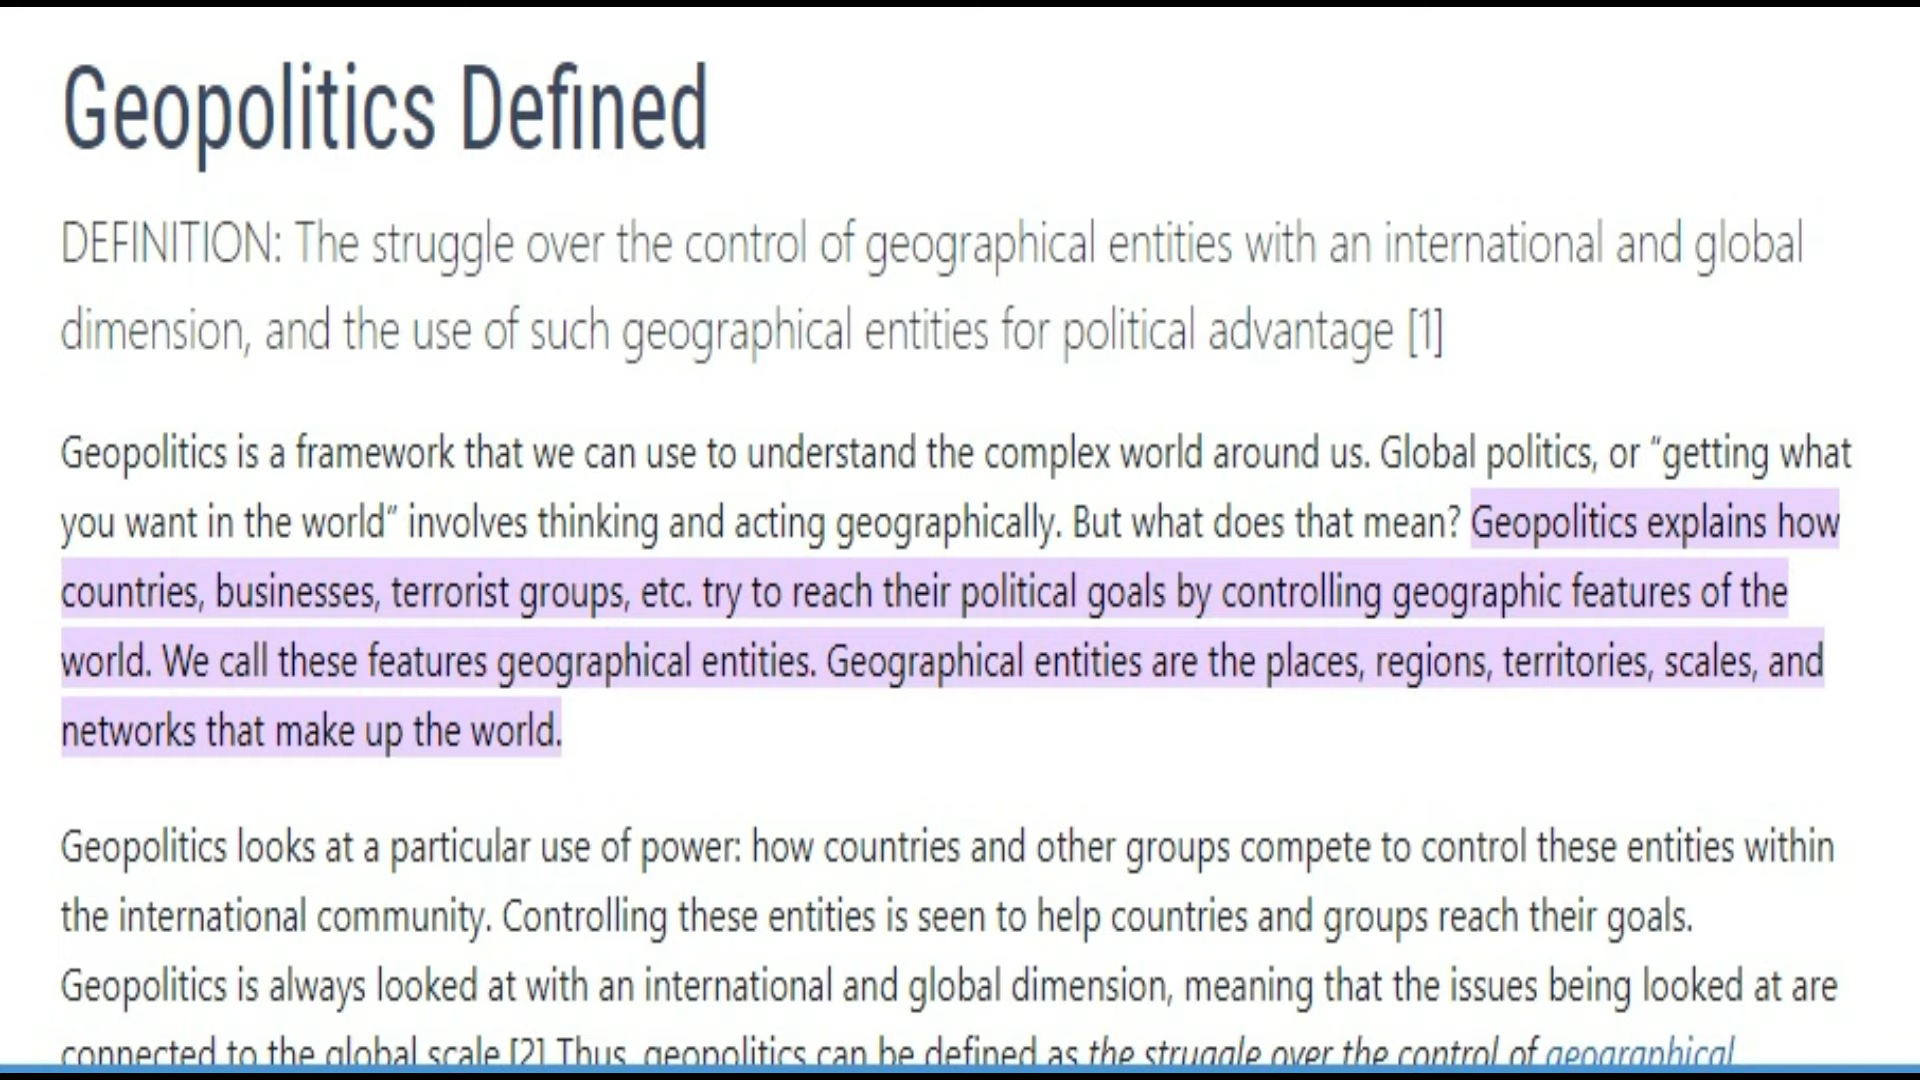 Geopolitics Defined
DEFINITION: The struggle over the control of geographical entities with an international and global
dimension, and the use of such geographical entities for political advantage [1]
Geopolitics is a framework that we can use to understand the complex world around us. Global politics, or “getting what
you want in the world” involves thinking and acting geographically. But what does that mean? Geopolitics explains how
countries, businesses, terrorist groups, etc. try to reach their political goals by controlling geographic features of the
world. We call these features geographical entities. Geographical entities are the places, regions, territories, scales, and
networks that make up the world.
Geopolitics looks at a particular use of power: how countries and other groups compete to control these entities within
the international community. Controlling these entities is seen to help countries and groups reach their goals.
Geopolitics is always looked at with an international and global dimension, meaning that the issues being looked at are
connected to the global scale [2] Thus, geopolitics can be defined as the struggle over the control of geographical